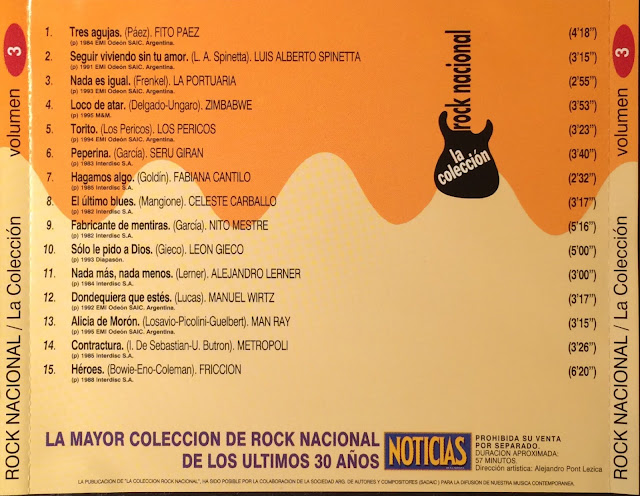 ROCK NACIONAL / La Colección volumen 3
1. Tres agujas. (Páez). FITO PAEZ (4'18")
(p) 1984 EMI Odeón SAIC. Argentina.
2. Seguir viviendo sin tu amor. (L. A. Spinetta). LUIS ALBERTO SPINETTA (3'15")
(p) 1991 EMI Odeón SAIC. Argentina.
3. Nada es igual. (Frenkel). LA PORTUARIA (2'55")
(p) 1993 EMI Odeón SAIC. Argentina.
4. Loco de atar. (Delgado-Ungaro). ZIMBABWE (3'53")
(p) 1995 M&M.
5. Torito. (Los Pericos). LOS PERICOS (3'23")
(p) 1994 EMI Odeón SAIC. Argentina.
6. Peperina. (García). SERU GIRAN (3'40")
(p) 1983 Interdisc S.A.
7. Hagamos algo. (Goldín). FABIANA CANTILO (2'32")
(p) 1985 Interdisc S.A.
8. El último blues. (Mangione). CELESTE CARBALLO (3'17")
(p) 1982 Interdisc S.A.
9. Fabricante de mentiras. (García). NITO MESTRE (5'16")
(p) 1982 Interdisc S.A.
10. Sólo le pido a Dios. (Gieco). LEON GIECO (5'00")
(p) 1993 Diapasón.
11. Nada más, nada menos. (Lerner). ALEJANDRO LERNER (3'00")
(p) 1984 Interdisc S.A.
12. Dondequiera que estés. (Lucas). MANUEL WIRTZ (3'17")
(p) 1992 EMI Odeón SAIC. Argentina.
13. Alicia de Morón. (Losavio-Picolini-Guelbert). MAN RAY (3'15")
(p) 1995 EMI Odeón SAIC. Argentina.
14. Contractura. (I. De Sebastian-U. Butron). METROPOLI (3'26")
(p) 1985 Interdisc S.A.
15. Héroes. (Bowie-Eno-Coleman). FRICCION (6'20")
(p) 1988 Interdisc S.A.
rock nacional
la
colección
LA MAYOR COLECCION DE ROCK NACIONAL
DE LOS ULTIMOS 30 AÑOS
NOTICIAS
PROHIBIDA SU VENTA
POR SEPARADO.
DURACION APROXIMADA:
57 MINUTOS.
Dirección artística: Alejandro Pont Lezica
LA PUBLICACION DE "LA COLECCION ROCK NACIONAL", HA SIDO POSIBLE POR LA COLABORACION DE LA SOCIEDAD ARG. DE AUTORES Y COMPOSITORES (SADAIC) PARA LA DIFUSION DE NUESTRA MUSICA CONTEMPORANEA.
ROCK NACIONAL / La Colección volumen 3